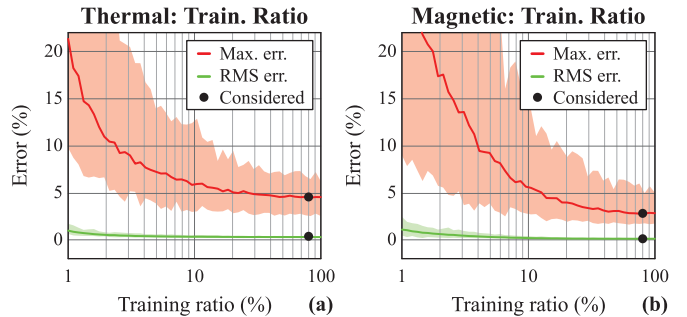 Thermal: Train. Ratio
Error (%)
20
15
10
5
0
Max. err.
RMS err.
Considered
1
10
100
Training ratio (%)
(a)
Magnetic: Train. Ratio
Error (%)
20
15
10
5
0
Max. err.
RMS err.
Considered
1
10
100
Training ratio (%)
(b)